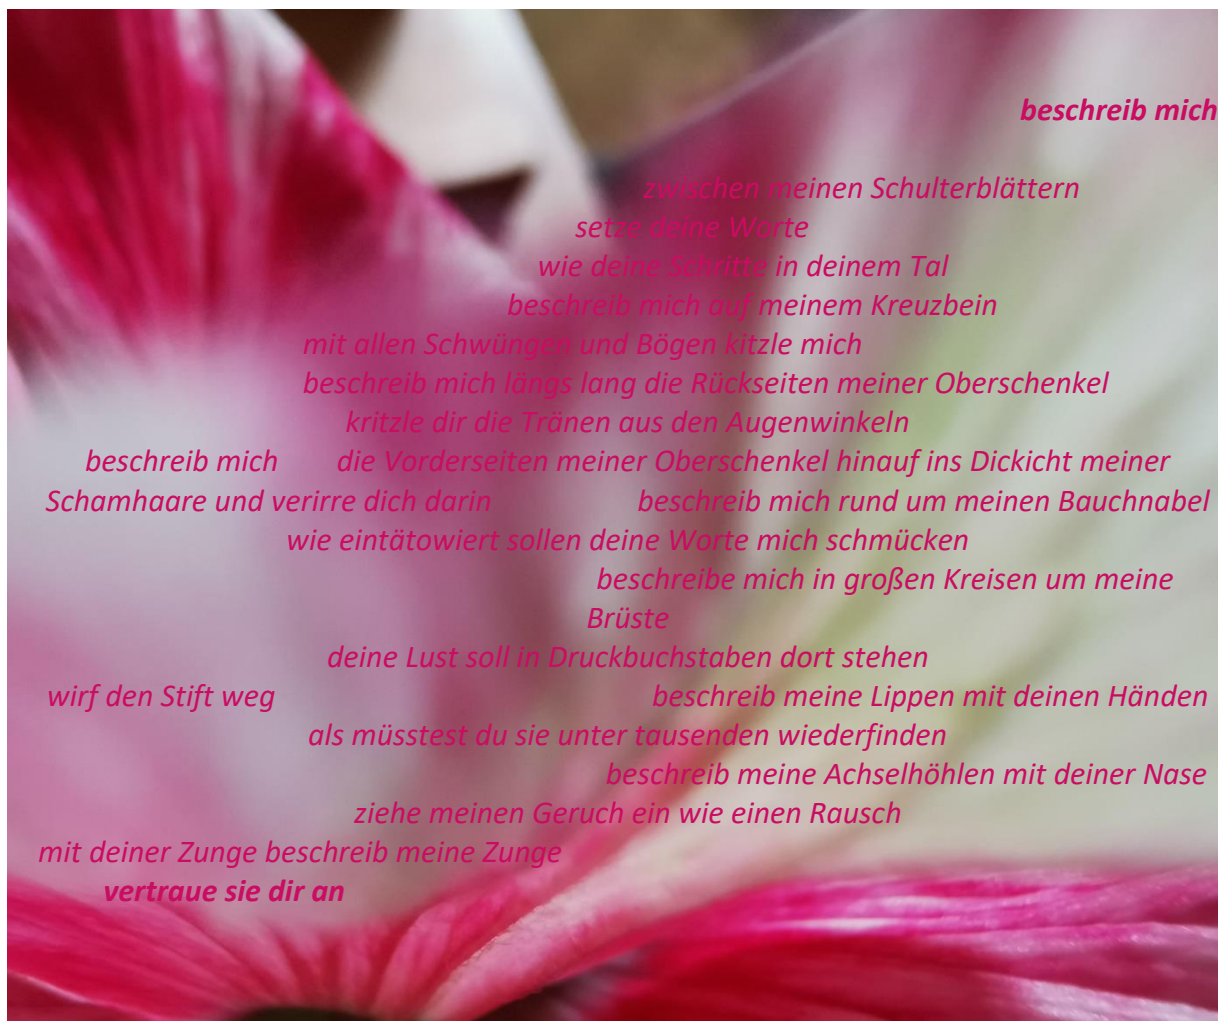 beschreib mich
zwischen meinen Schulterblättern
setze deine Worte
wie deine Schritte in deinem Tal
beschreib mich auf meinem Kreuzbein
mit allen Schwüngen und Bögen kitzle mich
beschreib mich längs lang die Rückseiten meiner Oberschenkel
kritzle dir die Tränen aus den Augenwinkeln
beschreib mich die Vorderseiten meiner Oberschenkel hinauf ins Dickicht meiner
Schamhaare und verirre dich darin beschreib mich rund um meinen Bauchnabel
wie eintätowiert sollen deine Worte mich schmücken
beschreibe mich in großen Kreisen um meine
Brüste
deine Lust soll in Druckbuchstaben dort stehen
wirf den Stift weg beschreib meine Lippen mit deinen Händen
als müsstest du sie unter tausenden wiederfinden
beschreib meine Achselhöhlen mit deiner Nase
ziehe meinen Geruch ein wie einen Rausch
mit deiner Zunge beschreib meine Zunge
vertraue sie dir an